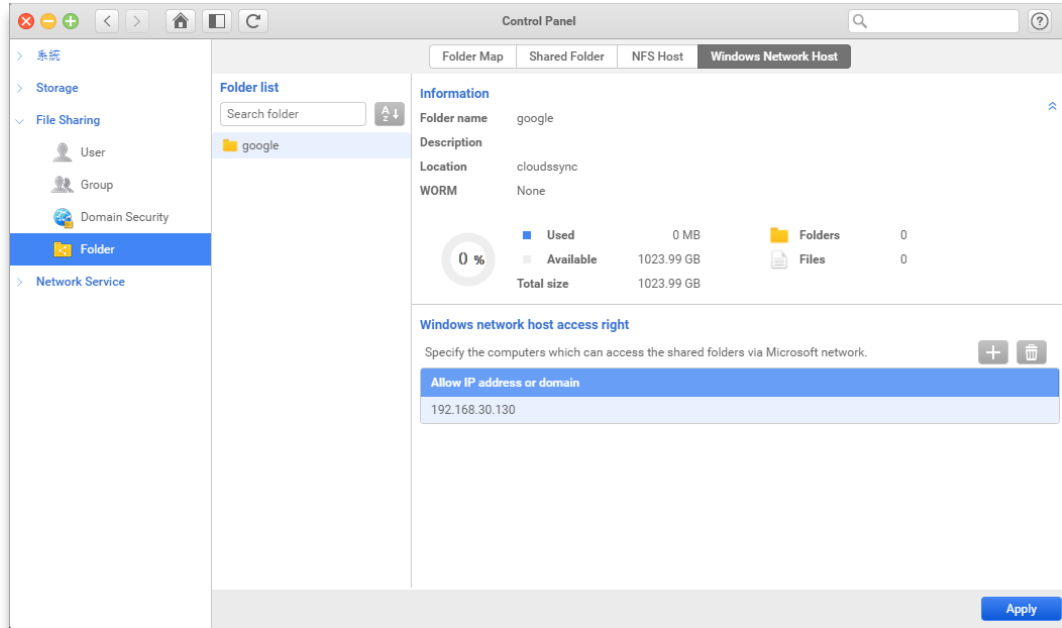 Control Panel
系統
Storage
File Sharing
User
Group
Domain Security
Folder
Network Service
Folder Map
Shared Folder
NFS Host
Windows Network Host
Folder list
Search folder
google
Information
Folder name google
Description
Location cloudssync
WORM None
0 %
Used 0 MB
Available 1023.99 GB
Total size 1023.99 GB
Folders 0
Files 0
Windows network host access right
Specify the computers which can access the shared folders via Microsoft network.
Allow IP address or domain
192.168.30.130
Apply